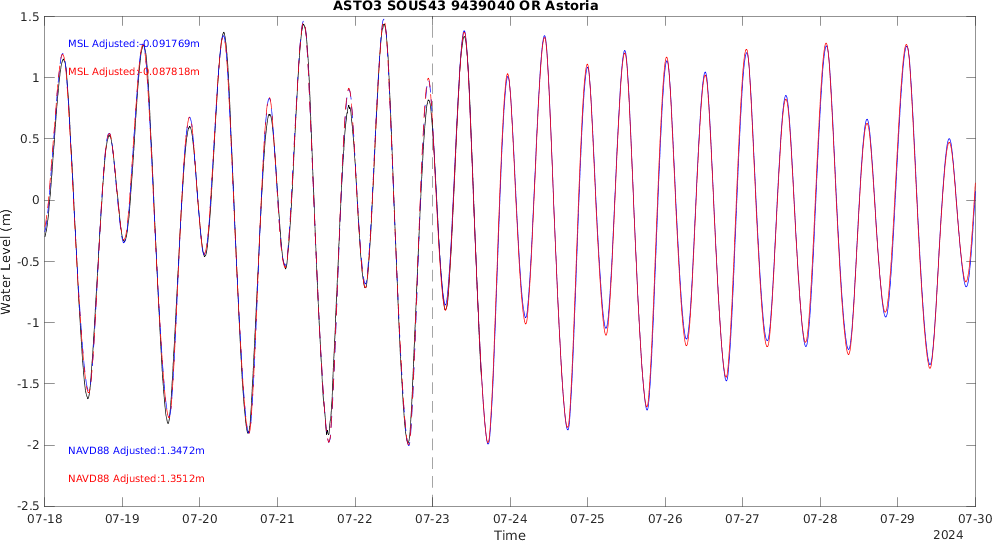 ASTO3 SOUS43 9439040 OR Astoria
1.5
1
0.5
0
-0.5
-1
-1.5
-2
-2.5
Water Level (m)
MSL Adjusted:-0.091769m
MSL Adjusted:-0.087818m
NAVD88 Adjusted:1.3472m
NAVD88 Adjusted:1.3512m
07-18 07-19 07-20 07-21 07-22 07-23 07-24 07-25 07-26 07-27 07-28 07-29 07-30
Time
2024